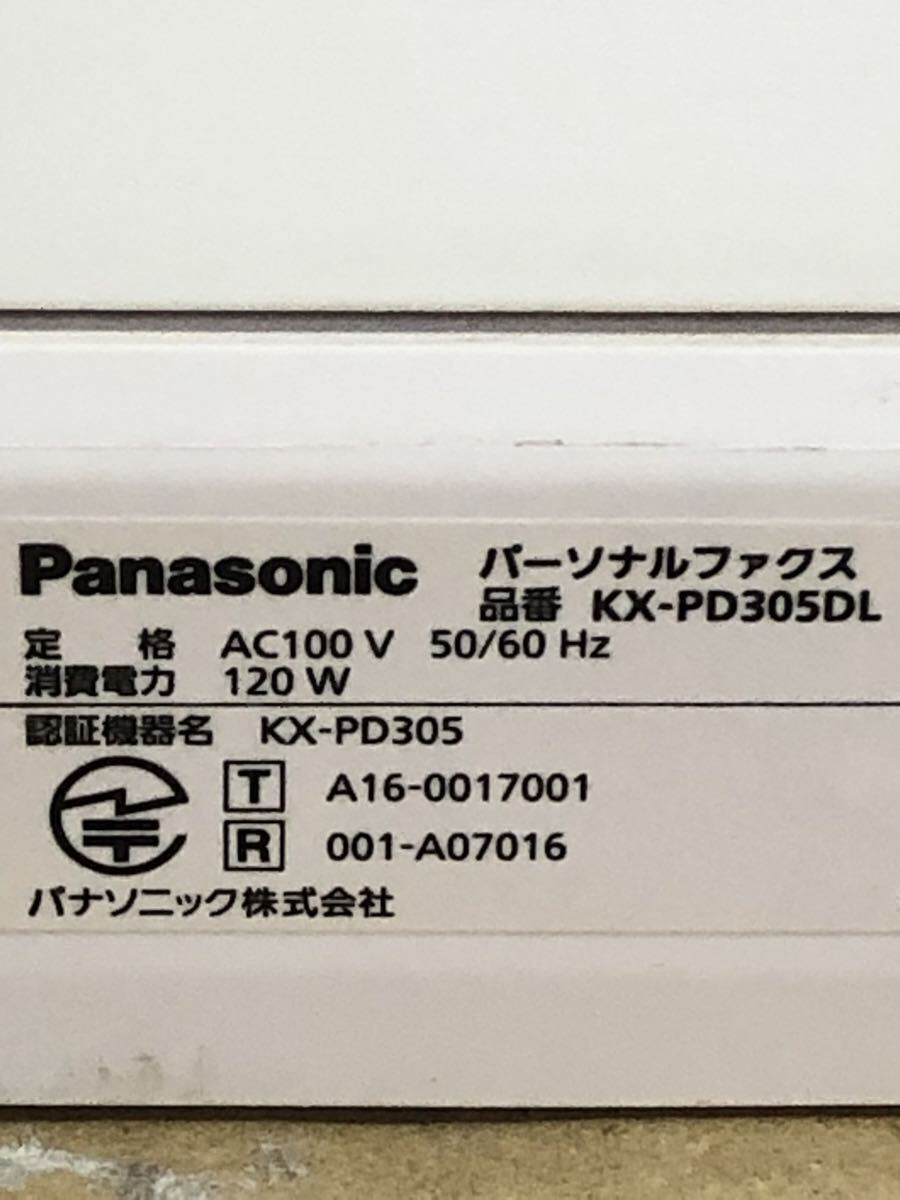 Panasonic パーソナルファクス
品番 KX-PD305DL
定 格 AC100 V 50/60 Hz
消費電力 120 W
認証機器名 KX-PD305
T A16-0017001
R 001-A07016
パナソニック株式会社